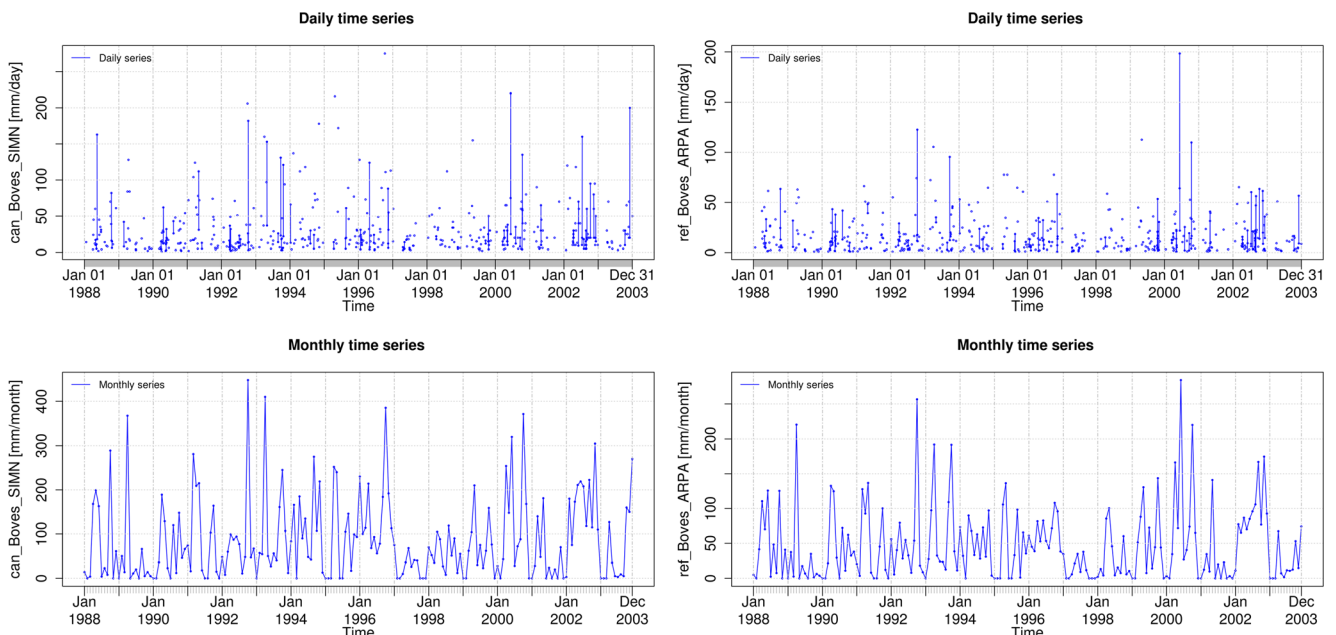 Daily time series
can_Boves_SIMN [mm/day]
Daily series
200
100
50
0
Jan 01 Jan 01 Jan 01 Jan 01 Jan 01 Jan 01 Jan 01 Jan 01 Dec 31
1988 1990 1992 1994 1996 1998 2000 2002 2003
Time
Daily time series
ref_Boves_ARPA [mm/day]
Daily series
200
150
100
50
0
Jan 01 Jan 01 Jan 01 Jan 01 Jan 01 Jan 01 Jan 01 Jan 01 Dec 31
1988 1990 1992 1994 1996 1998 2000 2002 2003
Time
Monthly time series
can_Boves_SIMN [mm/month]
Monthly series
400
300
200
100
0
Jan Jan Jan Jan Jan Jan Jan Jan Dec
1988 1990 1992 1994 1996 1998 2000 2002 2003
Time
Monthly time series
ref_Boves_ARPA [mm/month]
Monthly series
200
100
50
0
Jan Jan Jan Jan Jan Jan Jan Jan Dec
1988 1990 1992 1994 1996 1998 2000 2002 2003
Time